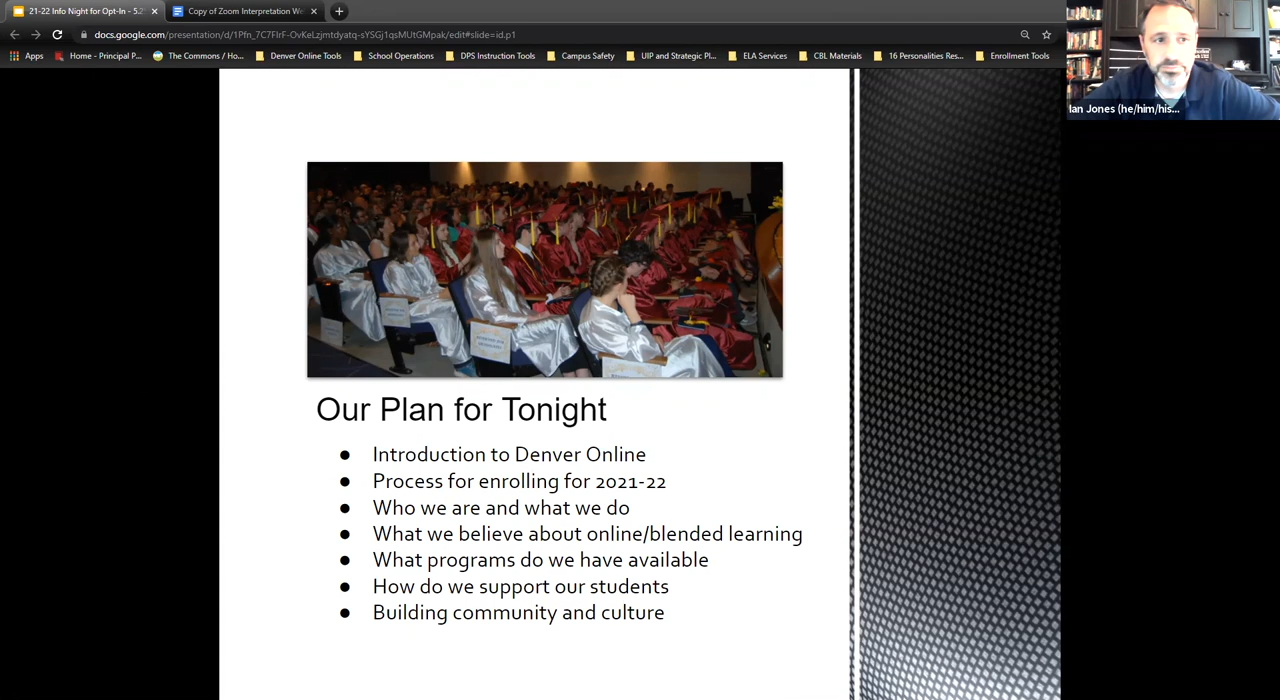 21-22 Info Night for Opt-In - 5.2
Copy of Zoom Interpretation We
docs.google.com/presentation/d/1Pfn_7C7FIrF-OvKeLzjmtdyatq-sYSGj1qsMUtGMpak/edit#slide=id.p1
Apps
Home - Principal P...
The Commons / Ho...
Denver Online Tools
School Operations
DPS Instruction Tools
Campus Safety
UIP and Strategic Pl...
ELA Services
CBL Materials
16 Personalities Res...
Enrollment Tools
Ian Jones (he/him/his...
Our Plan for Tonight
● Introduction to Denver Online
● Process for enrolling for 2021-22
● Who we are and what we do
● What we believe about online/blended learning
● What programs do we have available
● How do we support our students
● Building community and culture